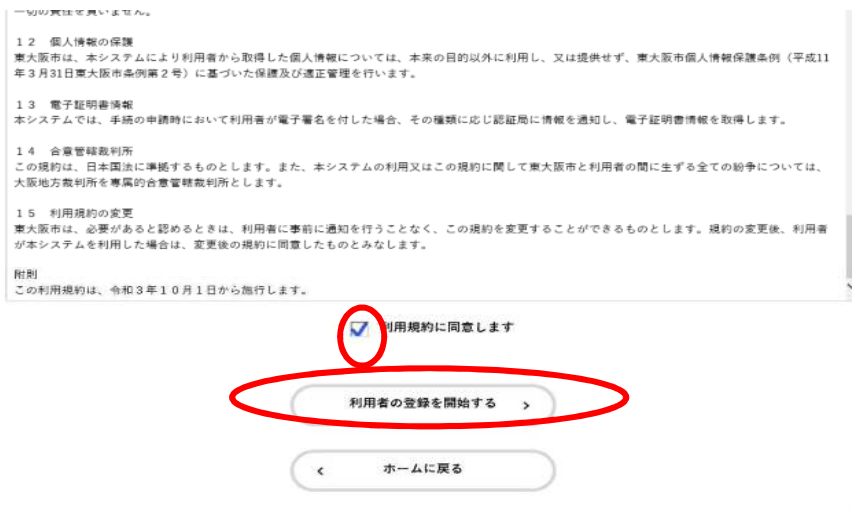 一切の責任を負いません。
１２　個人情報の保護
東大阪市は、本システムにより利用者から取得した個人情報については、本来の目的以外に利用し、又は提供せず、東大阪市個人情報保護条例（平成11
年３月31日東大阪市条例第２号）に基づいた保護及び適正管理を行います。
１３　電子証明書情報
本システムでは、手続の申請時において利用者が電子署名を付した場合、その種類に応じ認証局に情報を通知し、電子証明書情報を取得します。
１４　合意管轄裁判所
この規約は、日本国法に準拠するものとします。また、本システムの利用又はこの規約に関して東大阪市と利用者の間に生ずる全ての紛争については、
大阪地方裁判所を専属的合意管轄裁判所とします。
１５　利用規約の変更
東大阪市は、必要があると認めるときは、利用者に事前に通知を行うことなく、この規約を変更することができるものとします。規約の変更後、利用者
が本システムを利用した場合は、変更後の規約に同意したものとみなします。
附則
この利用規約は、令和３年１０月１日から施行します。
利用規約に同意します
利用者の登録を開始する
ホームに戻る